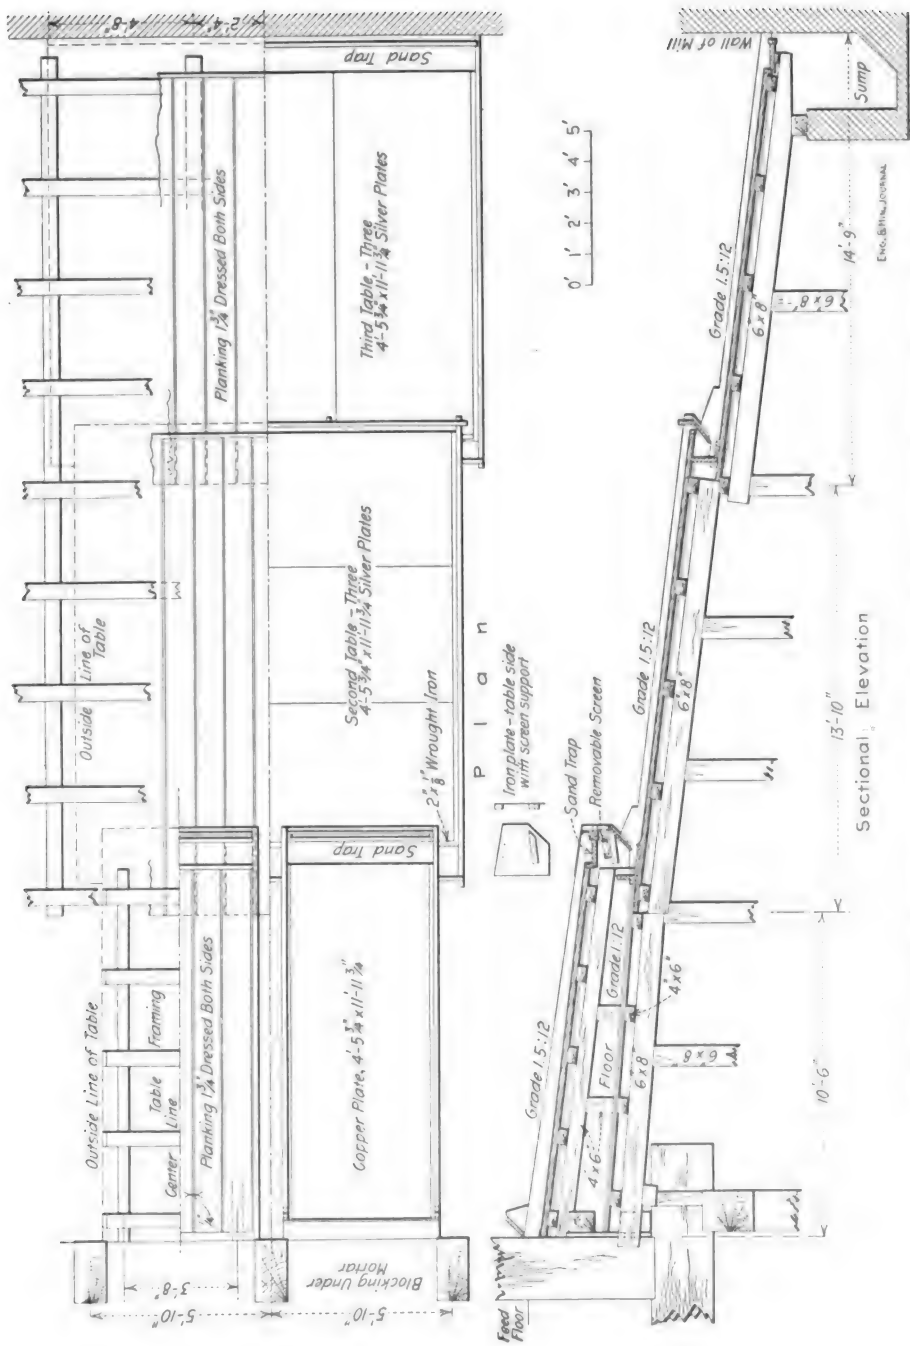 4'-8"
2'-4"
Sand Trap
Planking 1¾" Dressed Both Sides
Third Table - Three
4'-5¾" x 11'-11¾" Silver Plates
Outside Line of
Table
Second Table - Three
4'-5¾" x 11'-11¾" Silver Plates
2" x ⅛" Wrought Iron
Outside Line of Table
Center Line
Table Framing
Planking 1¾" Dressed Both Sides
Sand Trap
Copper Plate, 4'-5¾" x 11'-11¾"
3'-8"
5'-10"
5'-10"
Blocking Under
Mortar
Plan
0' 1' 2' 3' 4' 5'
Iron plate-table side
with screen support
Sand Trap
Removable Screen
Wall of Mill
Sump
Grade 1.5:12
6 x 8"
6" x 8"
14'-9"
ENG. & MIN. JOURNAL
Grade 1.5:12
6 x 8"
13'-10"
Grade 1.5:12
Grade 1:12
Floor
4 x 6"
4 x 6"
6 x 8
6" x 8
10'-6"
Feed
Floor
Sectional Elevation